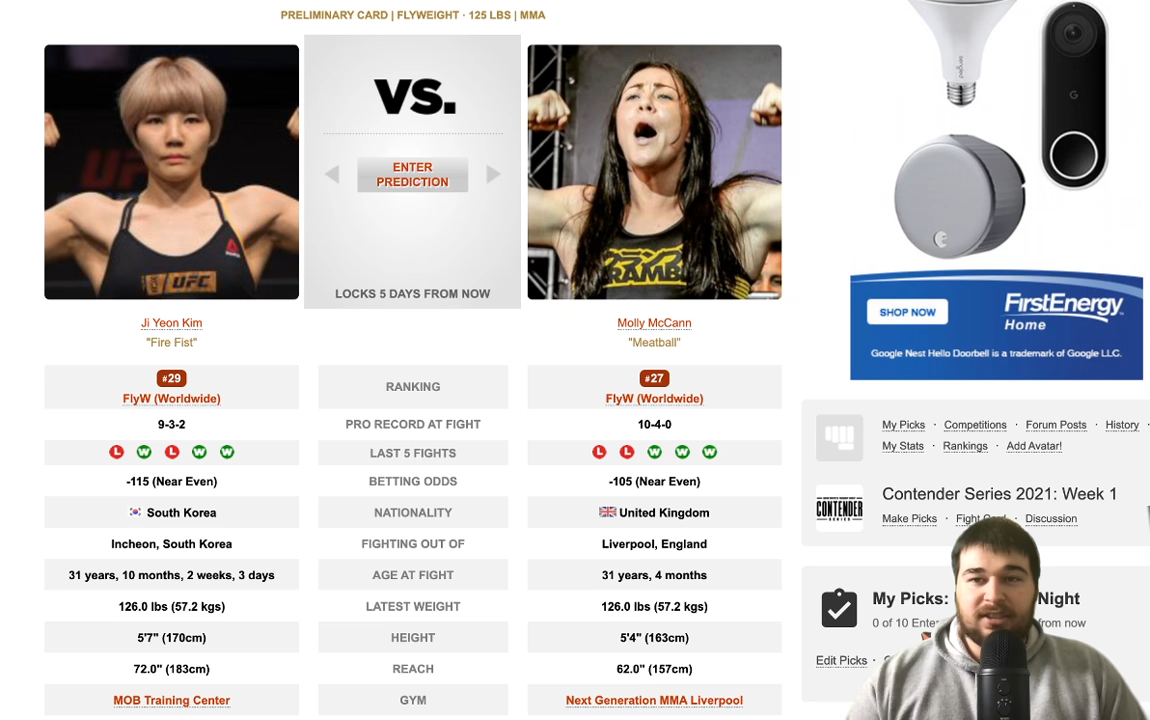 PRELIMINARY CARD | FLYWEIGHT · 125 LBS | MMA
VS.
ENTER
PREDICTION
LOCKS 5 DAYS FROM NOW
UFC
Ji Yeon Kim
Molly McCann
"Fire Fist"
"Meatball"
#29
FlyW (Worldwide)
RANKING
#27
FlyW (Worldwide)
9-3-2
PRO RECORD AT FIGHT
10-4-0
L W L W W
LAST 5 FIGHTS
L L W W W
-115 (Near Even)
BETTING ODDS
-105 (Near Even)
South Korea
NATIONALITY
United Kingdom
Incheon, South Korea
FIGHTING OUT OF
Liverpool, England
31 years, 10 months, 2 weeks, 3 days
AGE AT FIGHT
31 years, 4 months
126.0 lbs (57.2 kgs)
LATEST WEIGHT
126.0 lbs (57.2 kgs)
5'7" (170cm)
HEIGHT
5'4" (163cm)
72.0" (183cm)
REACH
62.0" (157cm)
MOB Training Center
GYM
Next Generation MMA Liverpool
G
SHOP NOW
FirstEnergy
Home
Google Nest Hello Doorbell is a trademark of Google LLC.
My Picks · Competitions · Forum Posts · History ·
My Stats · Rankings · Add Avatar!
CONTENDER
SERIES
Contender Series 2021: Week 1
Make Picks · Fight Card · Discussion
My Picks: Night
0 of 10 from now
Edit Picks ·